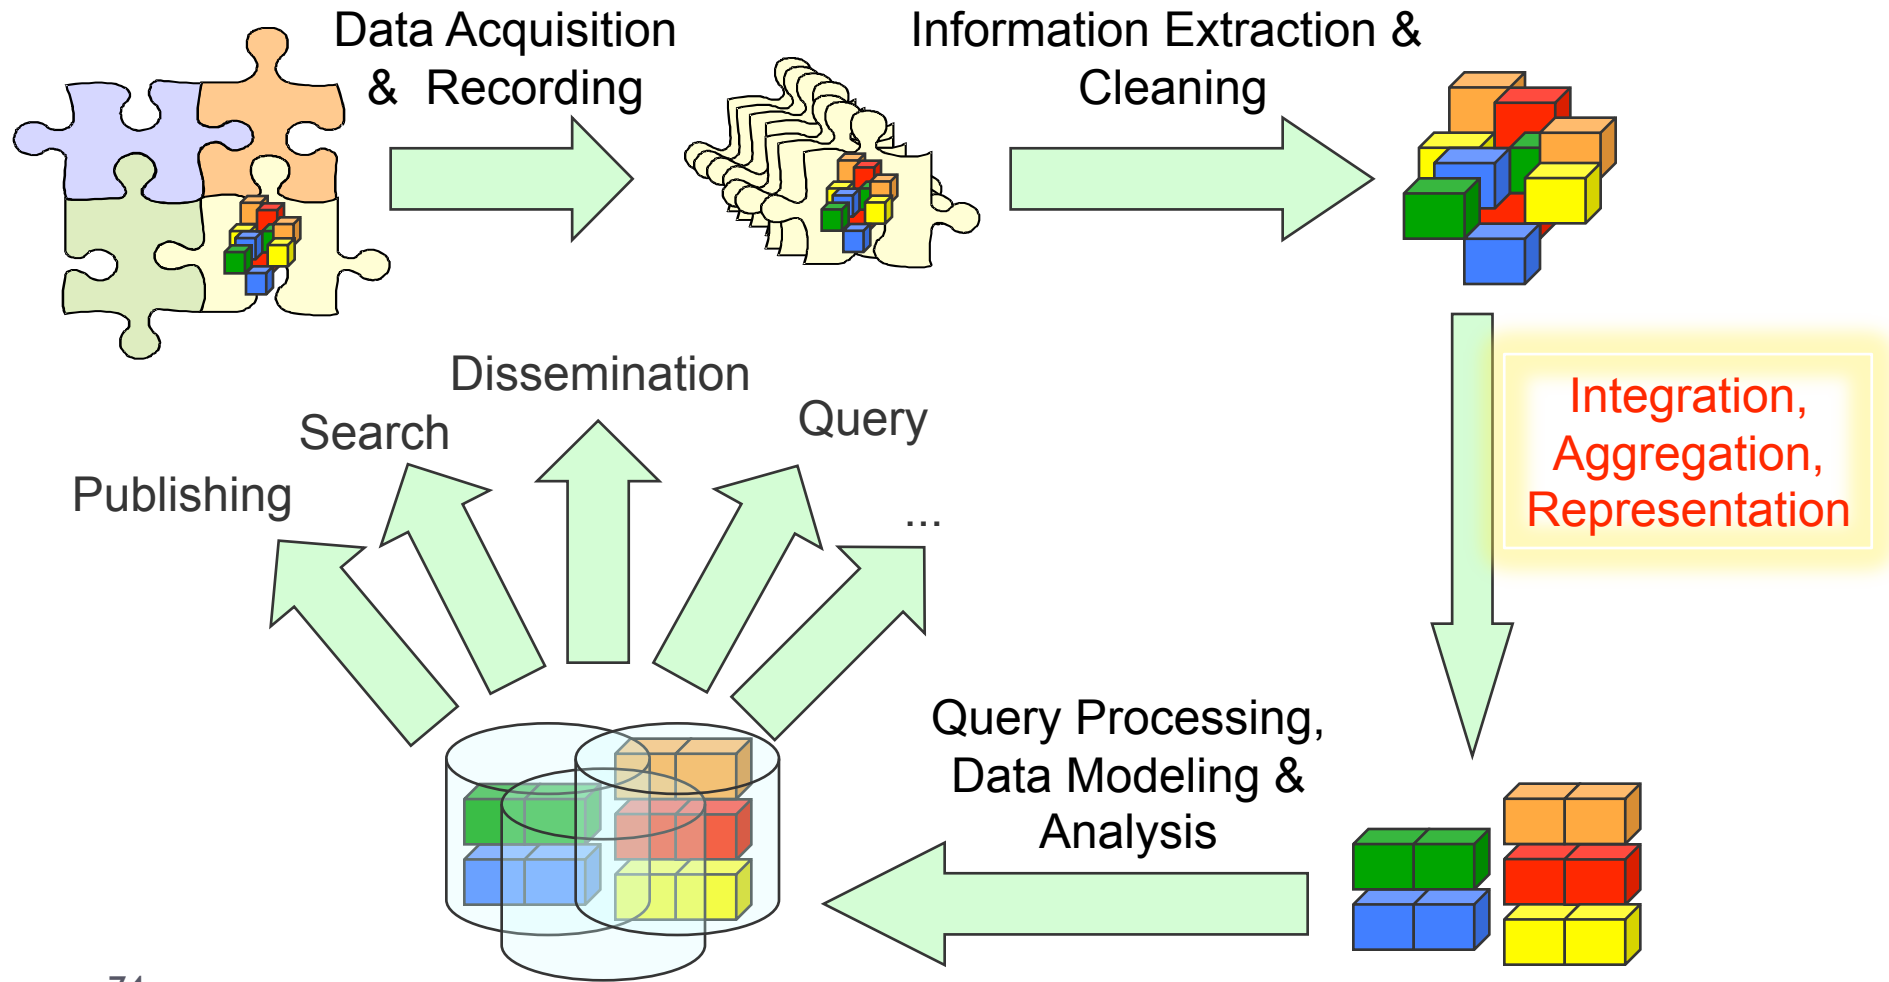 Data Acquisition
& Recording
Information Extraction &
Cleaning
Integration,
Aggregation,
Representation
Dissemination
Query
Search
Publishing
...
Query Processing,
Data Modeling &
Analysis